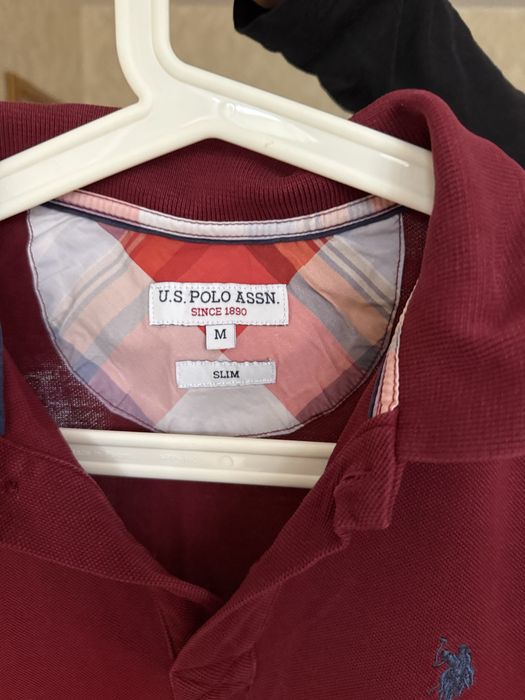 U.S. POLO ASSN.
SINCE 1890
M
SLIM